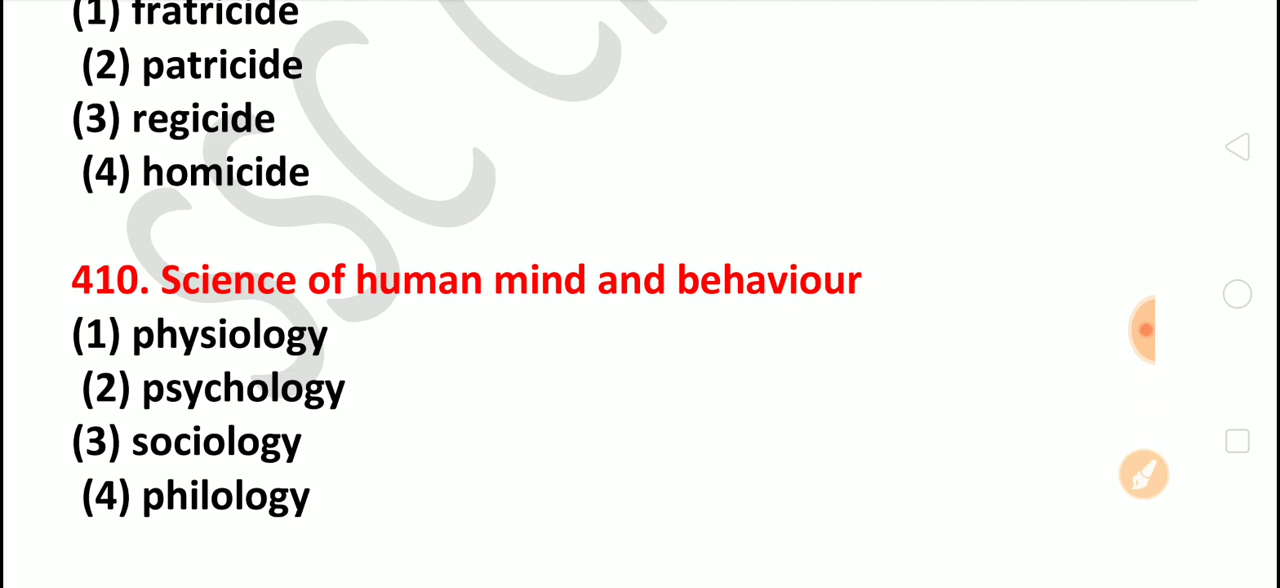 (1) fratricide
(2) patricide
(3) regicide
(4) homicide
410. Science of human mind and behaviour
(1) physiology
(2) psychology
(3) sociology
(4) philology
SSC